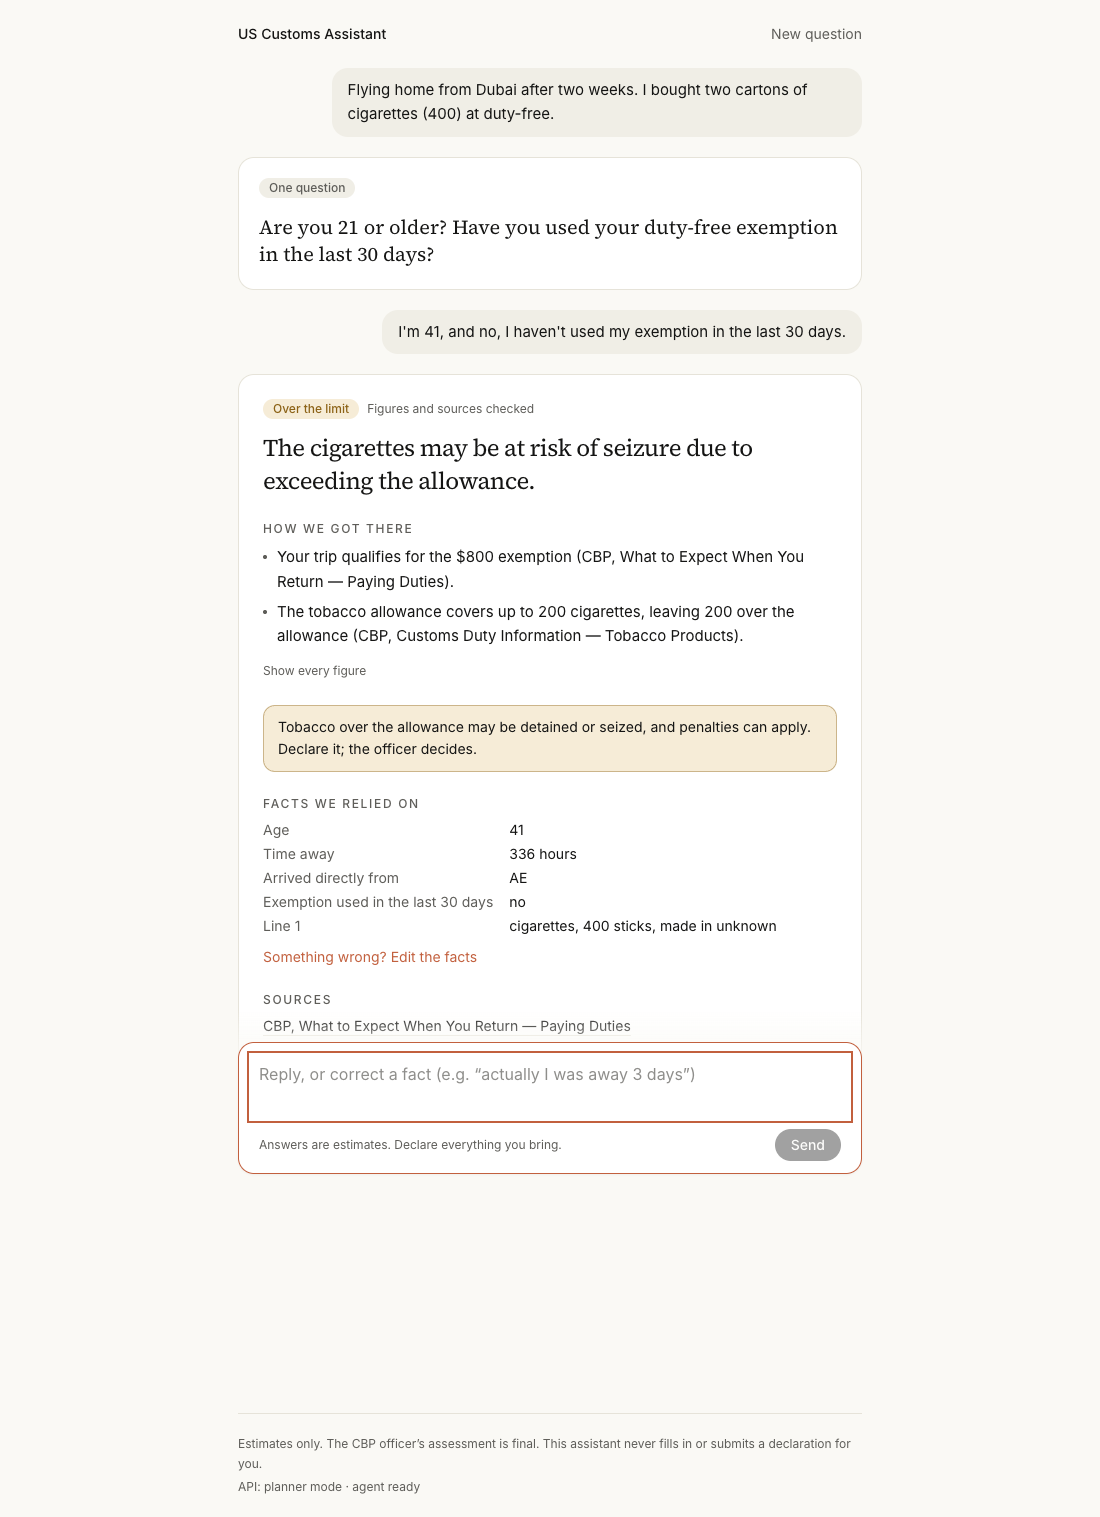 US Customs Assistant
New question
Flying home from Dubai after two weeks. I bought two cartons of
cigarettes (400) at duty-free.
One question
Are you 21 or older? Have you used your duty-free exemption
in the last 30 days?
I'm 41, and no, I haven't used my exemption in the last 30 days.
Over the limit Figures and sources checked
The cigarettes may be at risk of seizure due to
exceeding the allowance.
HOW WE GOT THERE
• Your trip qualifies for the $800 exemption (CBP, What to Expect When You
Return — Paying Duties).
• The tobacco allowance covers up to 200 cigarettes, leaving 200 over the
allowance (CBP, Customs Duty Information — Tobacco Products).
Show every figure
Tobacco over the allowance may be detained or seized, and penalties can apply.
Declare it; the officer decides.
FACTS WE RELIED ON
Age 41
Time away 336 hours
Arrived directly from AE
Exemption used in the last 30 days no
Line 1 cigarettes, 400 sticks, made in unknown
Something wrong? Edit the facts
SOURCES
CBP, What to Expect When You Return — Paying Duties
Reply, or correct a fact (e.g. “actually I was away 3 days”)
Answers are estimates. Declare everything you bring.
Send
Estimates only. The CBP officer’s assessment is final. This assistant never fills in or submits a declaration for
you.
API: planner mode · agent ready